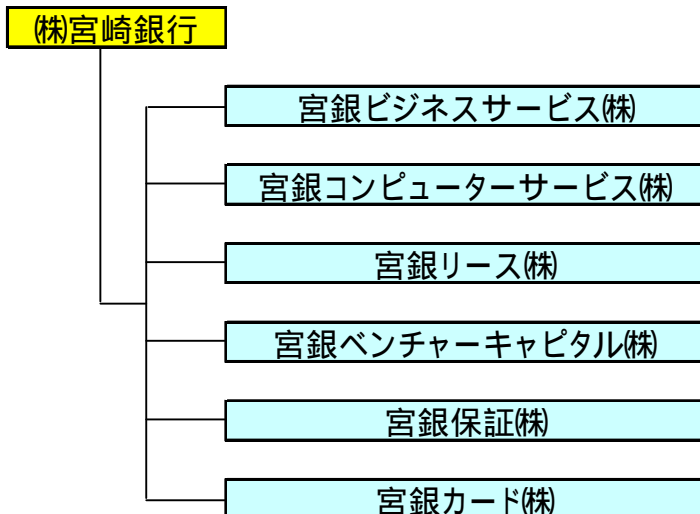 ㈱宮崎銀行
宮銀ビジネスサービス㈱
宮銀コンピューターサービス㈱
宮銀リース㈱
宮銀ベンチャーキャピタル㈱
宮銀保証㈱
宮銀カード㈱